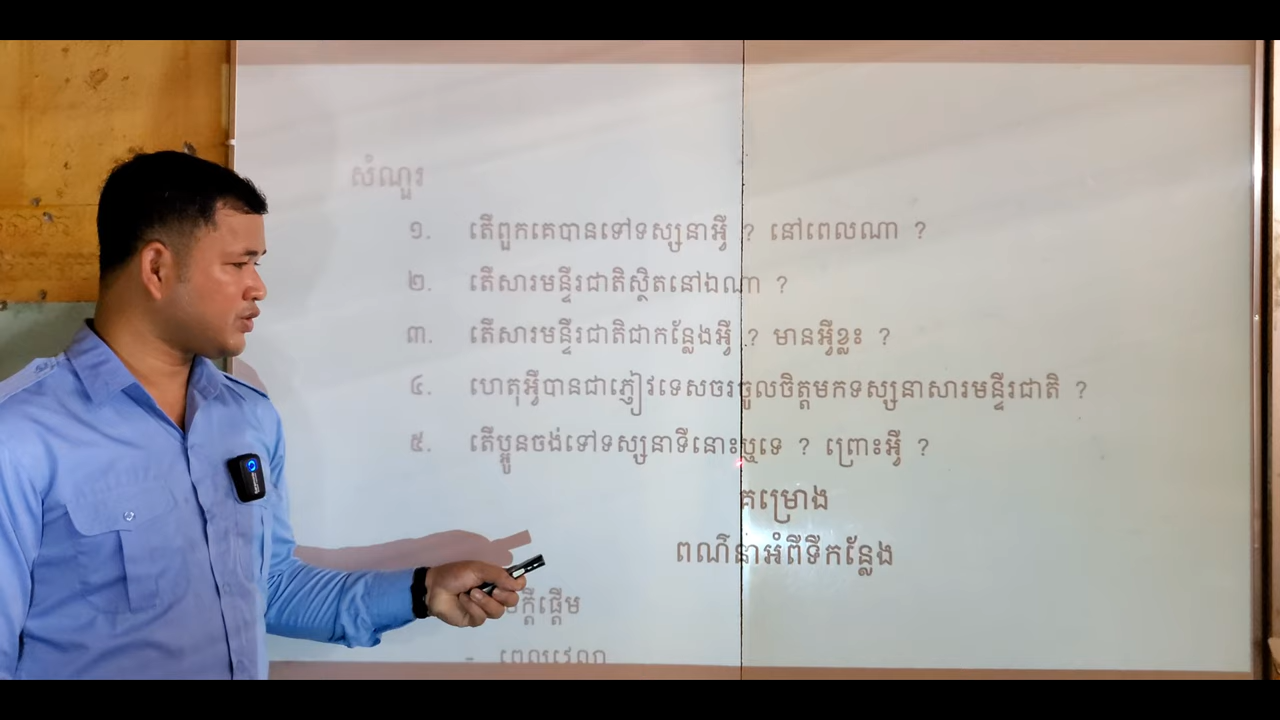 សំណួរ
១. តើពួកគេបានទៅទស្សនាអ្វី ? នៅពេលណា ?
២. តើសារមន្ទីរជាតិស្ថិតនៅឯណា ?
៣. តើសារមន្ទីរជាតិជាកន្លែងអ្វី ? មានអ្វីខ្លះ ?
៤. ហេតុអ្វីបានជាភ្ញៀវទេសចរចូលចិត្តមកទស្សនាសារមន្ទីរជាតិ ?
៥. តើប្អូនចង់ទៅទស្សនាទីនោះឬទេ ? ព្រោះអ្វី ?
គម្រោង
ពណ៌នាអំពីទីកន្លែង
- ពេលវេលា